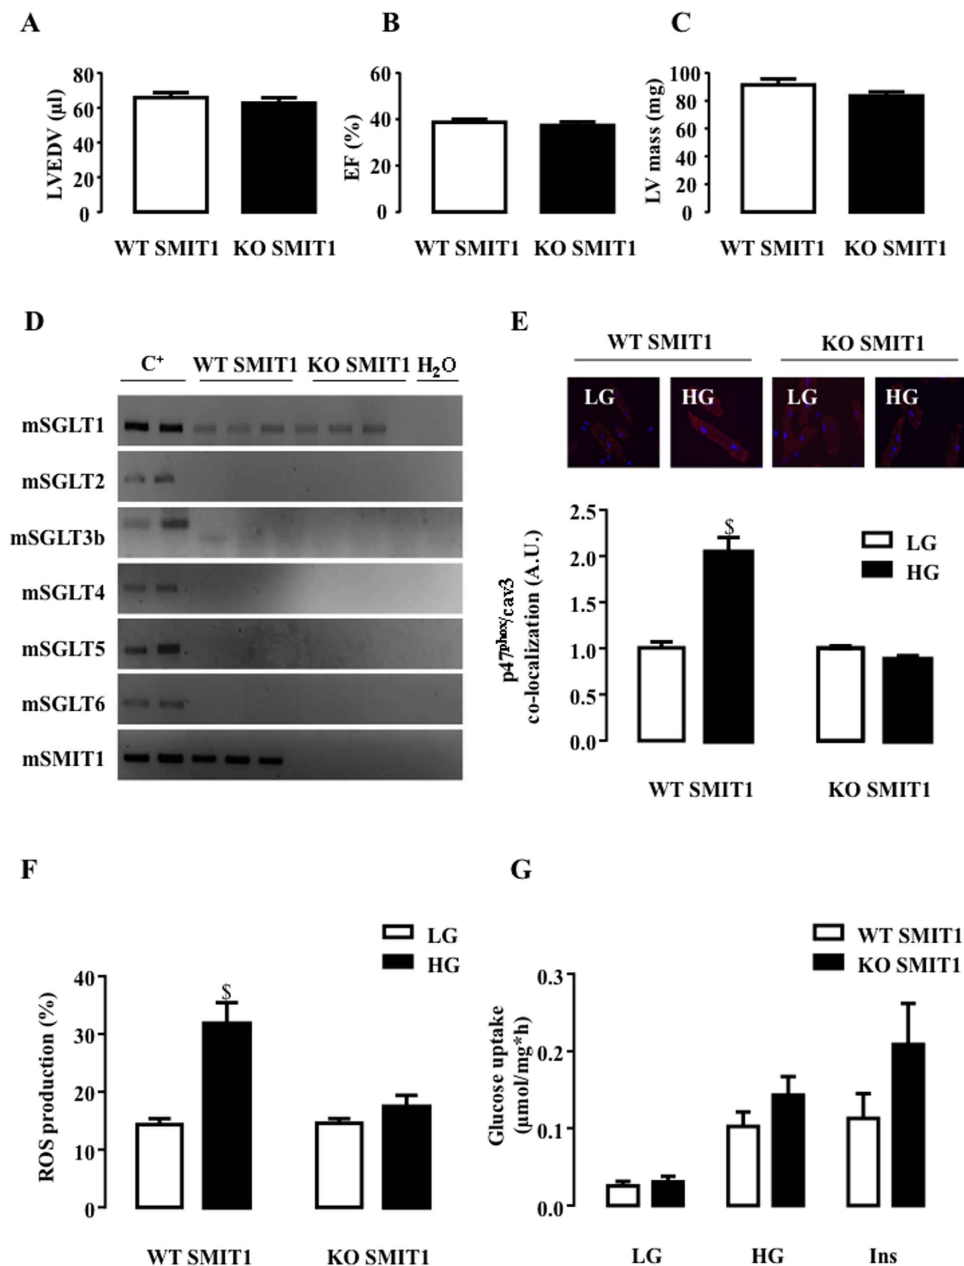 A
B
C
LVEDV (µl)
80
60
40
20
0
WT SMIT1 KO SMIT1
EF (%)
60
40
20
0
WT SMIT1 KO SMIT1
LV mass (mg)
100
80
60
40
20
0
WT SMIT1 KO SMIT1
D
C⁺ WT SMIT1 KO SMIT1 H₂O
mSGLT1
mSGLT2
mSGLT3b
mSGLT4
mSGLT5
mSGLT6
mSMIT1
E
WT SMIT1 KO SMIT1
LG HG LG HG
p47ᵖʰᵒˣ/cav3
co-localization (A.U.)
2.5
2.0
1.0
0.5
0.0
$
LG
HG
WT SMIT1 KO SMIT1
F
LG
HG
ROS production (%)
40
30
20
10
0
$
WT SMIT1 KO SMIT1
G
WT SMIT1
KO SMIT1
Glucose uptake
(µmol/mg*h)
0.3
0.2
0.1
0.0
LG HG Ins